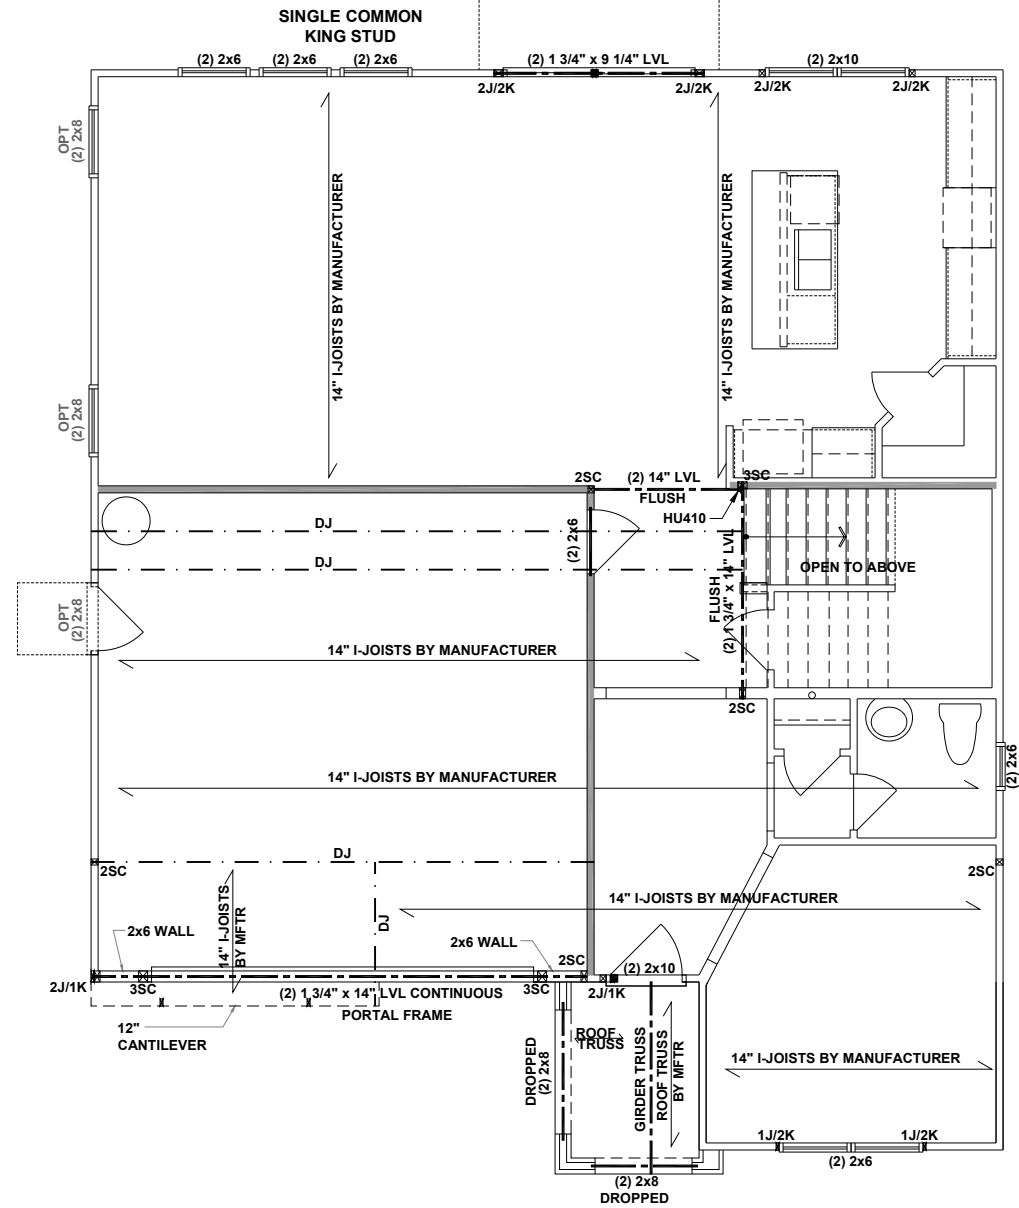 SINGLE COMMON
KING STUD
(2) 2x6
(2) 2x6
(2) 2x6
(2) 1 3/4" x 9 1/4" LVL
(2) 2x10
2J/2K
2J/2K
2J/2K
2J/2K
OPT
(2) 2x8
14" I-JOISTS BY MANUFACTURER
14" I-JOISTS BY MANUFACTURER
OPT
(2) 2x8
2SC
(2) 14" LVL
3SC
FLUSH
HU410
DJ
(2) 2x6
DJ
OPEN TO ABOVE
FLUSH
(2) 1 3/4" x 14" LVL
OPT
(2) 2x8
14" I-JOISTS BY MANUFACTURER
2SC
(2) 2x6
14" I-JOISTS BY MANUFACTURER
DJ
2SC
2SC
14" I-JOISTS
BY MFTR
DJ
14" I-JOISTS BY MANUFACTURER
2x6 WALL
2x6 WALL
2SC
(2) 2x10
2J/1K
3SC
(2) 1 3/4" x 14" LVL CONTINUOUS
3SC
2J/1K
PORTAL FRAME
12"
CANTILEVER
ROOF
TRUSS
DROPPED
(2) 2x8
GIRDER TRUSS
ROOF TRUSS
BY MFTR
14" I-JOISTS BY MANUFACTURER
1J/2K
1J/2K
(2) 2x6
(2) 2x8
DROPPED